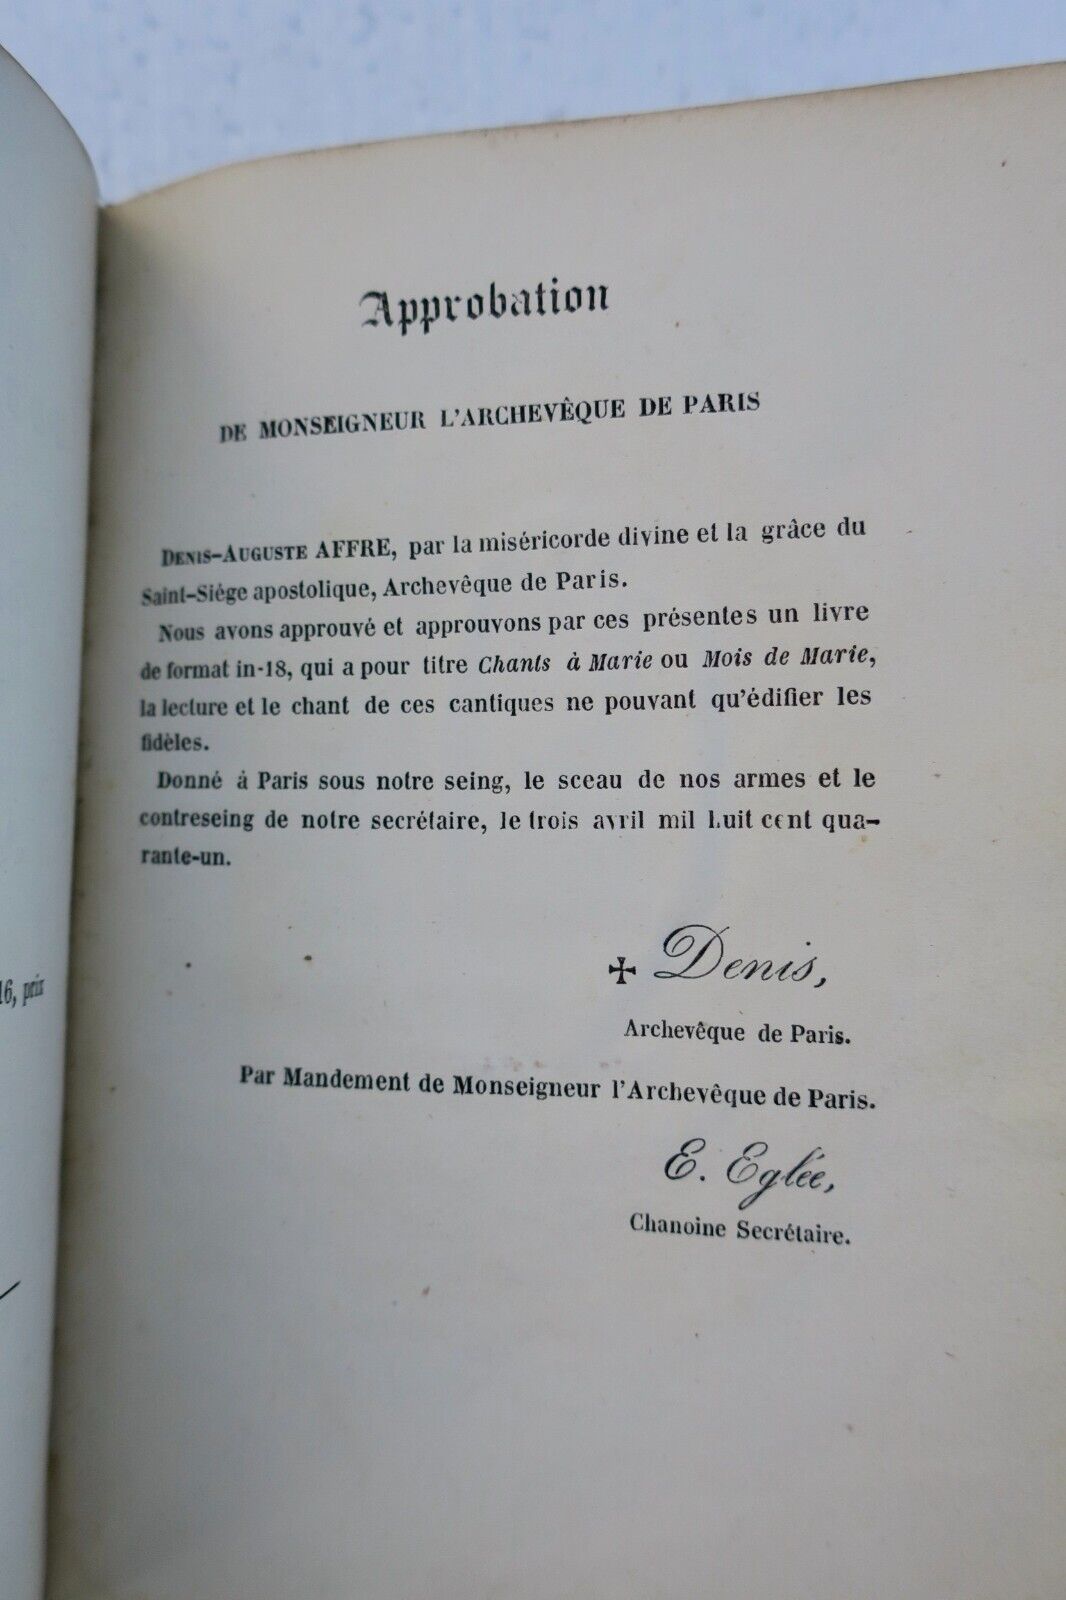 Approbation
DE MONSEIGNEUR L'ARCHEVÊQUE DE PARIS
DENIS-AUGUSTE AFFRE, par la miséricorde divine et la grâce du
Saint-Siége apostolique, Archevêque de Paris.
Nous avons approuvé et approuvons par ces présentes un livre
de format in-18, qui a pour titre Chants à Marie ou Mois de Marie,
la lecture et le chant de ces cantiques ne pouvant qu'édifier les
fidèles.
Donné à Paris sous notre seing, le sceau de nos armes et le
contreseing de notre secrétaire, le trois avril mil huit cent qua-
rante-un.
✠ Denis,
Archevêque de Paris.
Par Mandement de Monseigneur l'Archevêque de Paris.
E. Eglée,
Chanoine Secrétaire.
16, prix